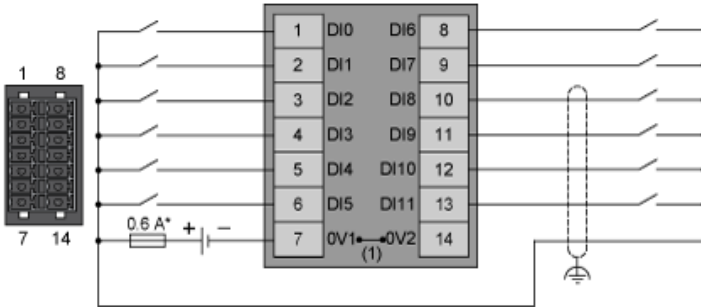 1 DI0 DI6 8
2 DI1 DI7 9
1 8
3 DI2 DI8 10
4 DI3 DI9 11
5 DI4 DI10 12
6 DI5 DI11 13
0.6 A* + −
7 14
7 0V1 0V2 14
(1)